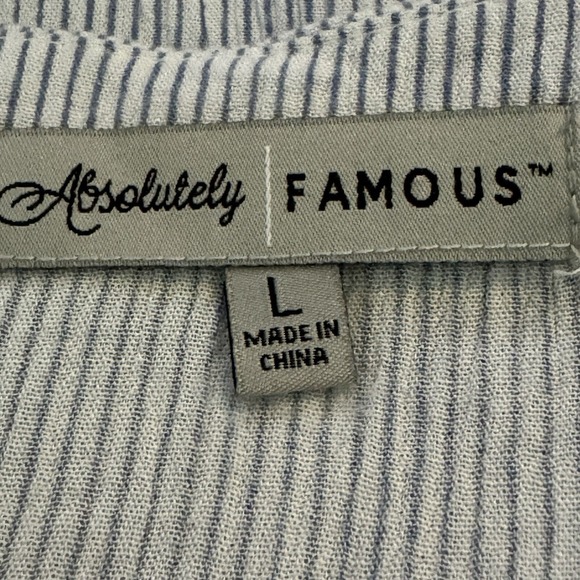 Absolutely | FAMOUS™
L
MADE IN
CHINA